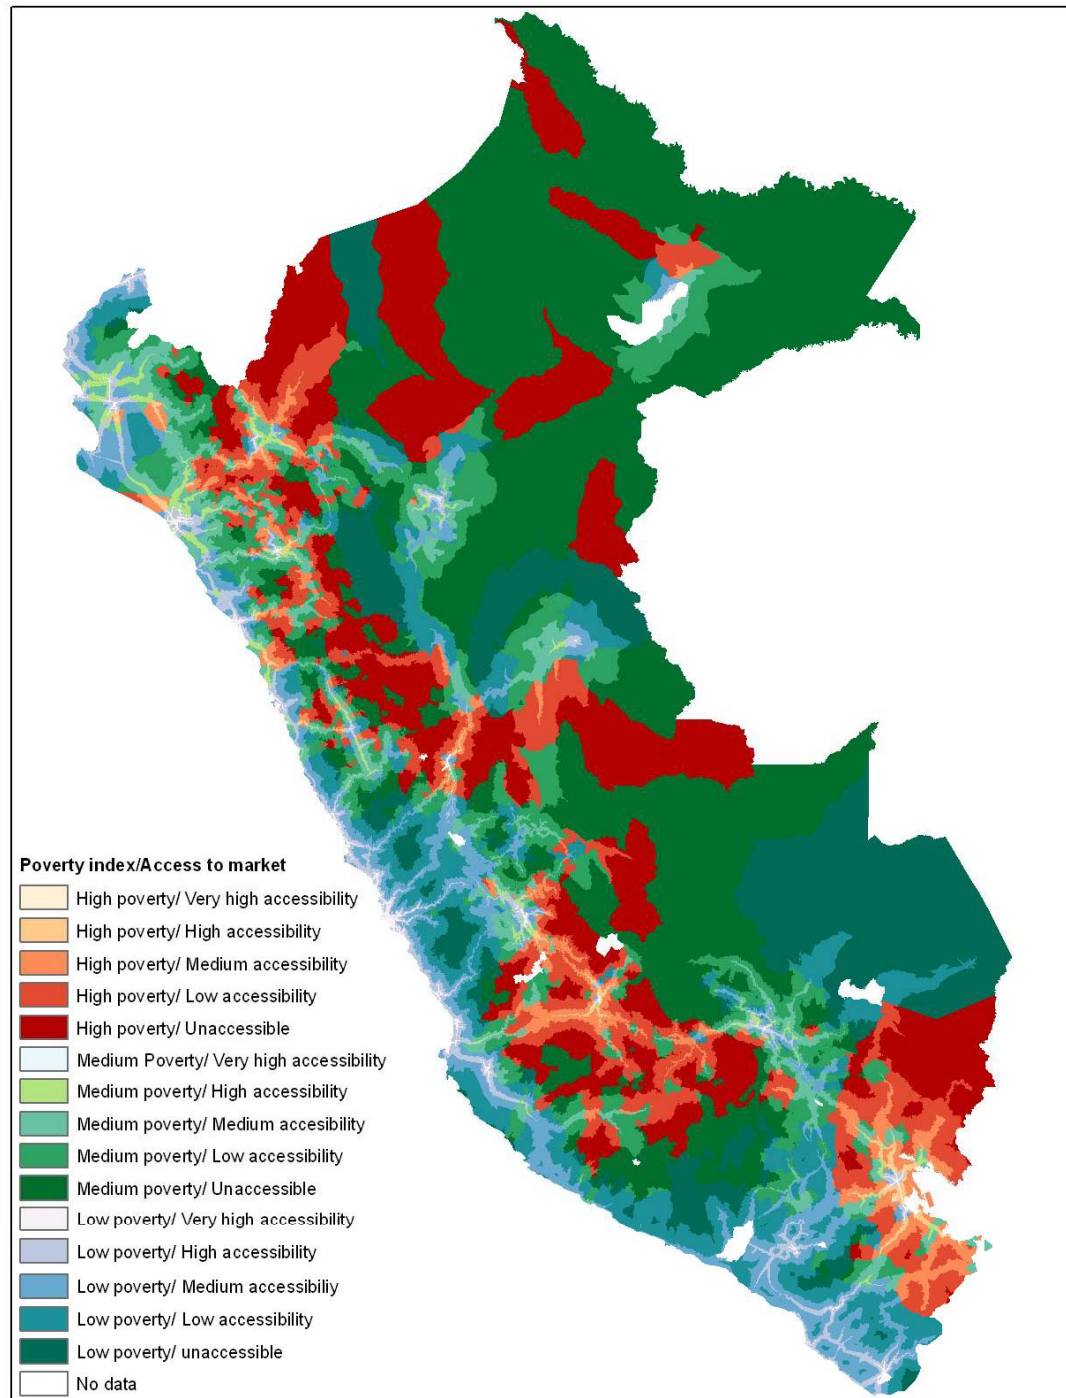 Poverty index/Access to market
High poverty/ Very high accessibility
High poverty/ High accessibility
High poverty/ Medium accessibility
High poverty/ Low accessibility
High poverty/ Unaccessible
Medium Poverty/ Very high accessibility
Medium poverty/ High accessibility
Medium poverty/ Medium accesibility
Medium poverty/ Low accessibility
Medium poverty/ Unaccessible
Low poverty/ Very high accessibility
Low poverty/ High accessibility
Low poverty/ Medium accessibiliy
Low poverty/ Low accessibility
Low poverty/ unaccessible
No data